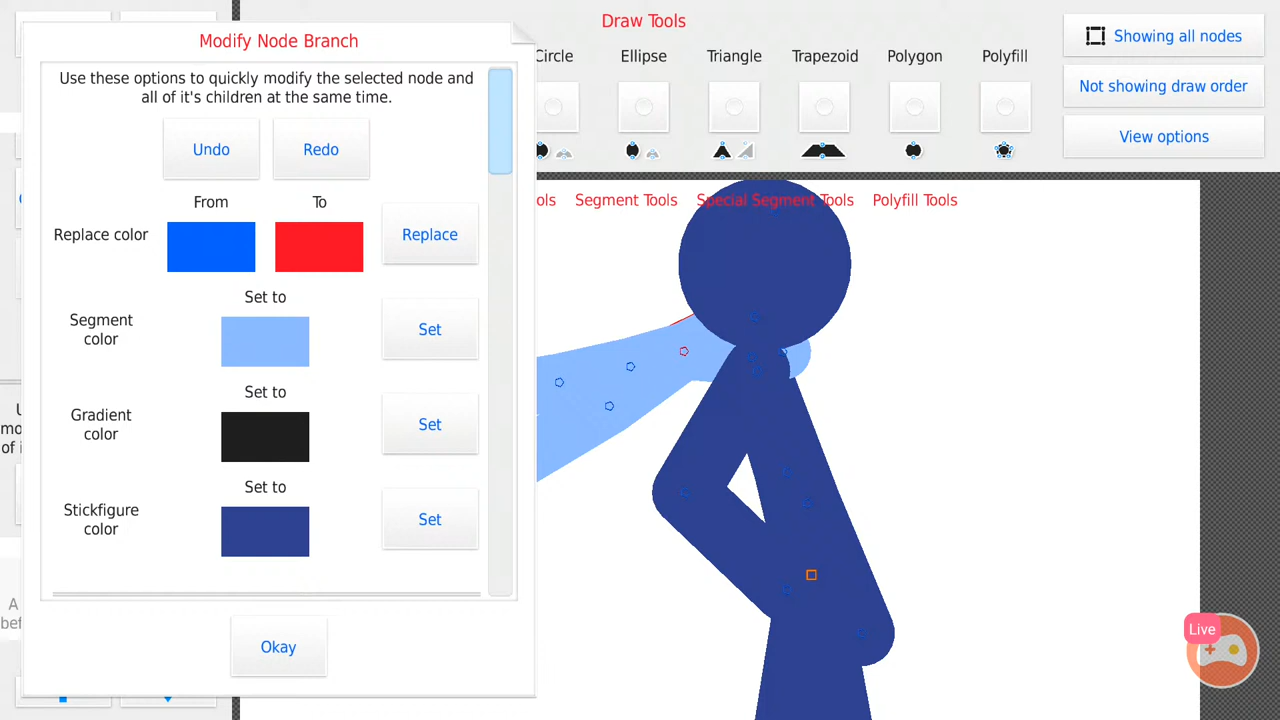 Modify Node Branch
Use these options to quickly modify the selected node and
all of it's children at the same time.
Undo
Redo
From
To
Replace color
Replace
Set to
Segment
color
Set
Set to
Gradient
color
Set
Set to
Stickfigure
color
Set
Okay
Draw Tools
Circle
Ellipse
Triangle
Trapezoid
Polygon
Polyfill
Showing all nodes
Not showing draw order
View options
Segment Tools
Special Segment Tools
Polyfill Tools
Live